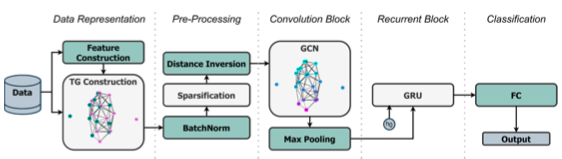 Data Representation
Pre-Processing
Convolution Block
Recurrent Block
Classification
Data
Feature
Construction
TG Construction
Distance Inversion
Sparsification
BatchNorm
GCN
Max Pooling
GRU
h0
FC
Output